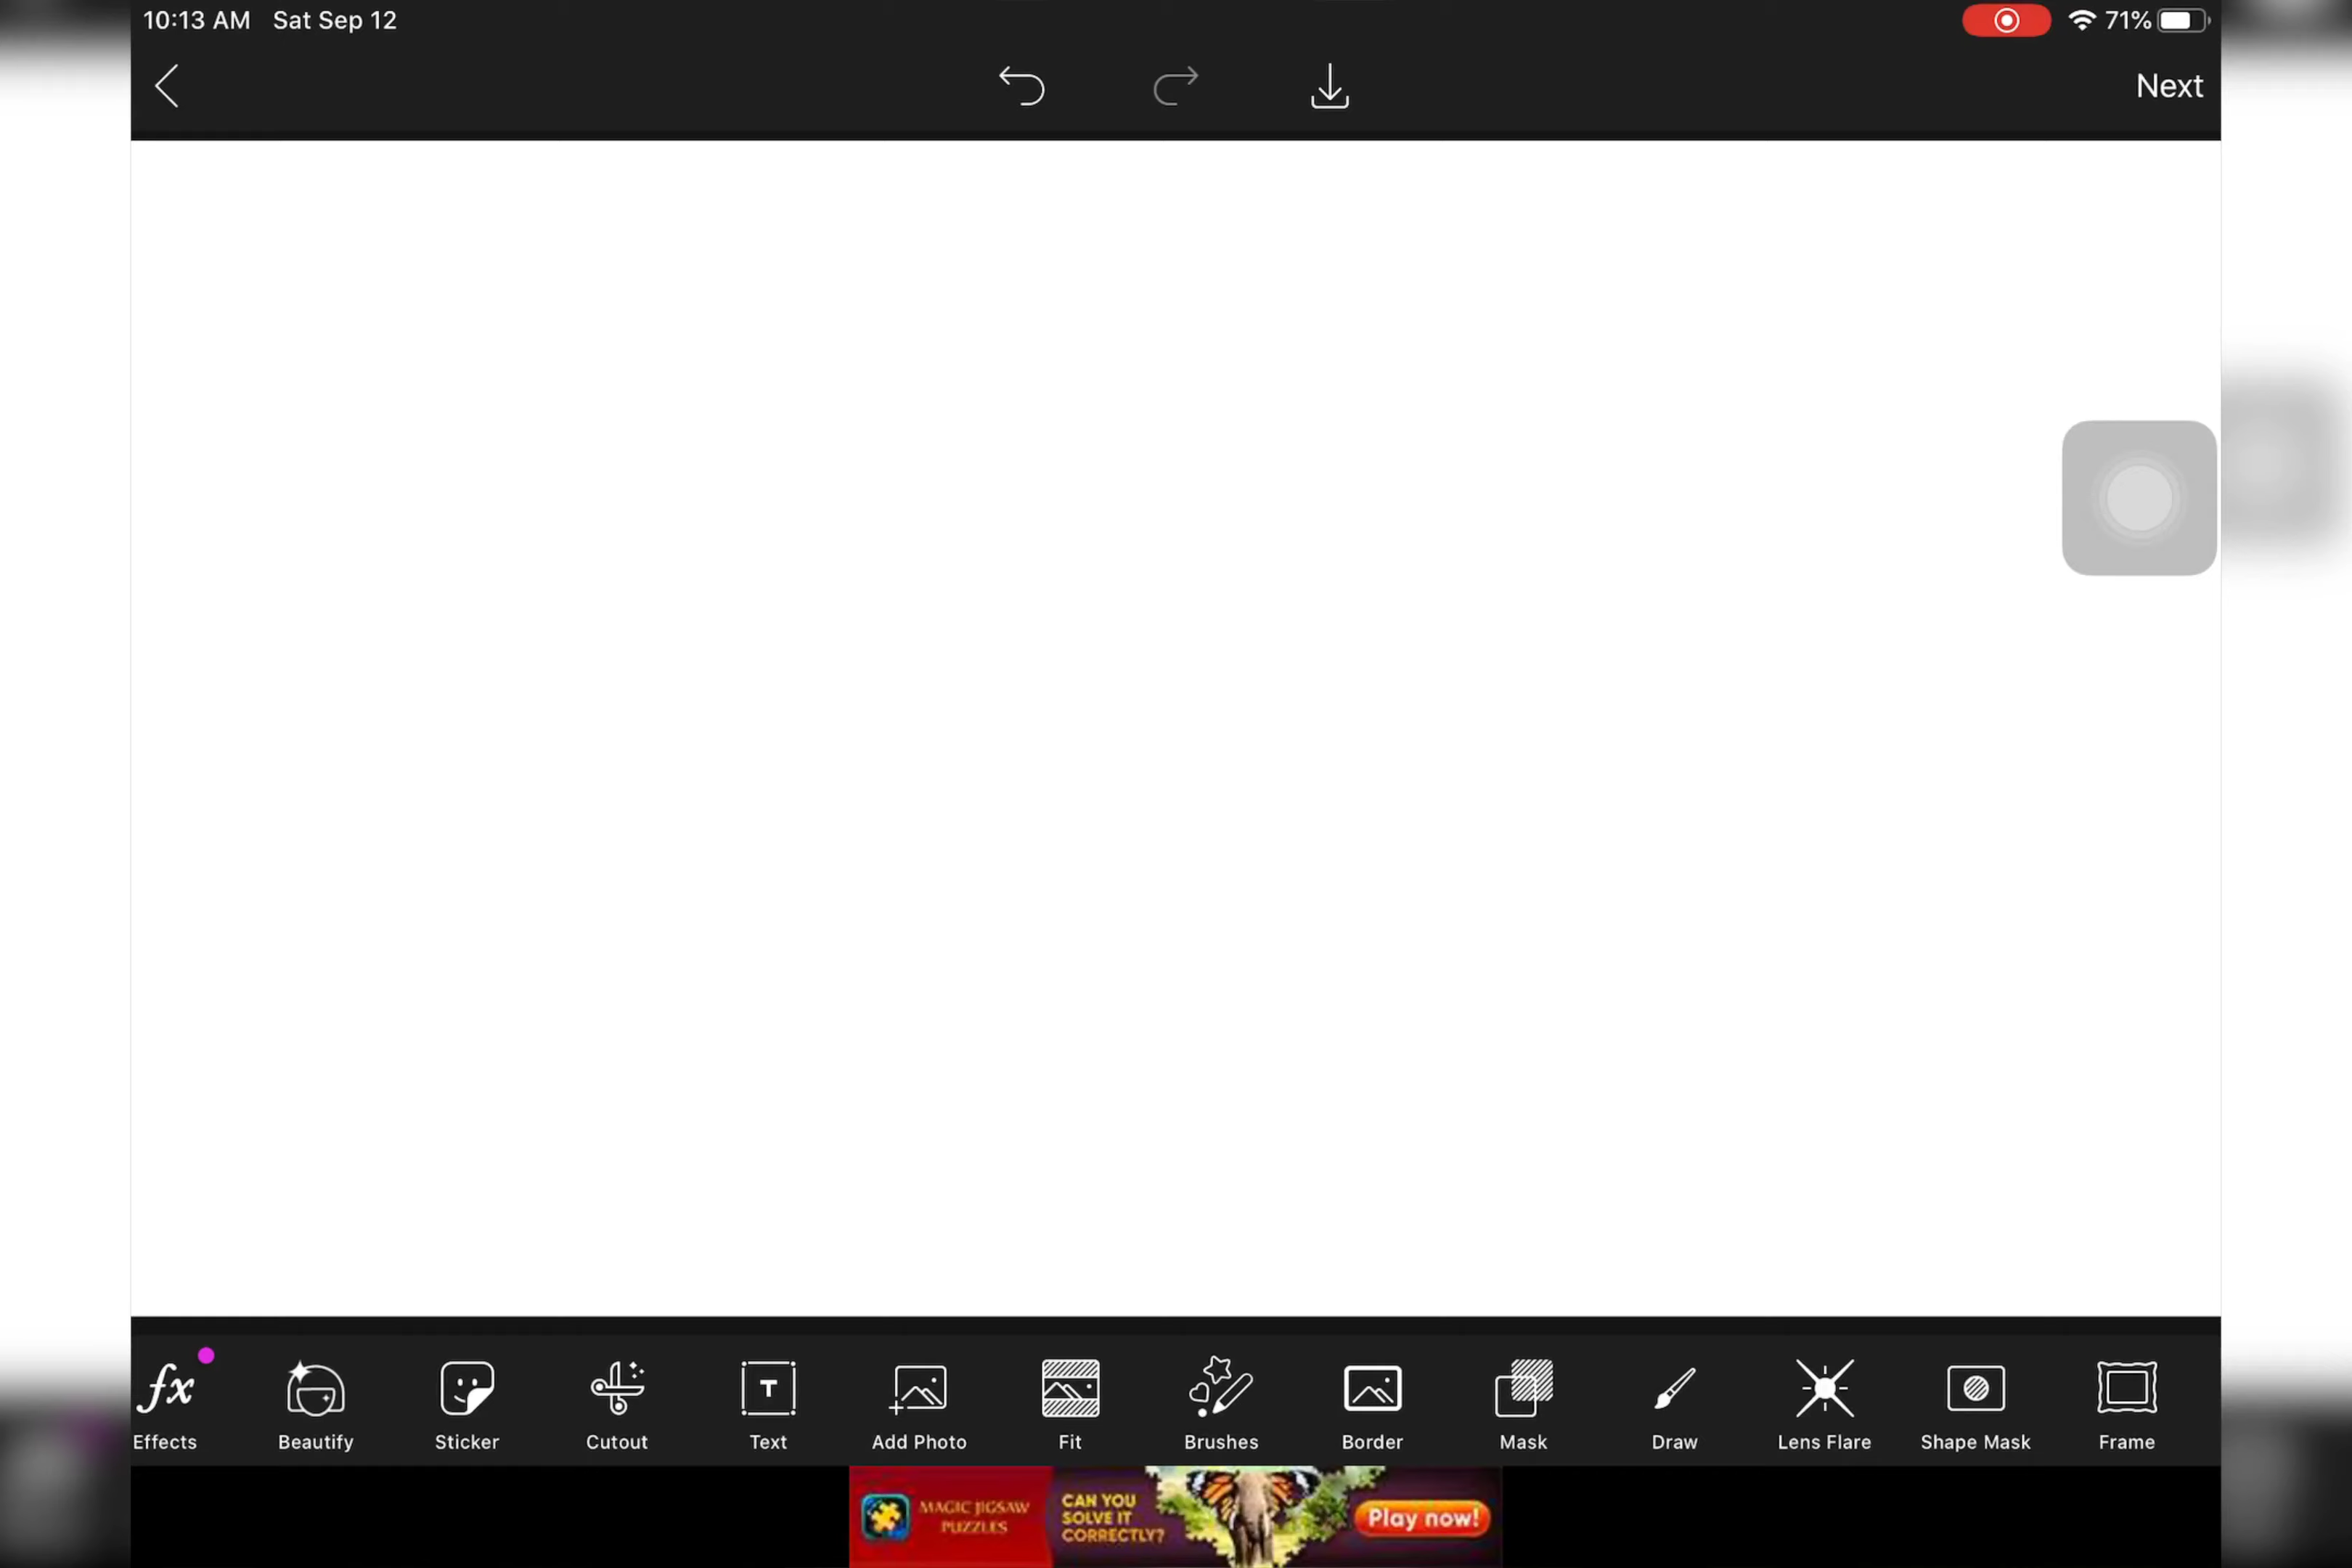 10:13 AM Sat Sep 12
71%
Next
Effects Beautify Sticker Cutout Text Add Photo Fit Brushes Border Mask Draw Lens Flare Shape Mask Frame
T
MAGIC JIGSAW
PUZZLES
CAN YOU
SOLVE IT
CORRECTLY?
Play now!